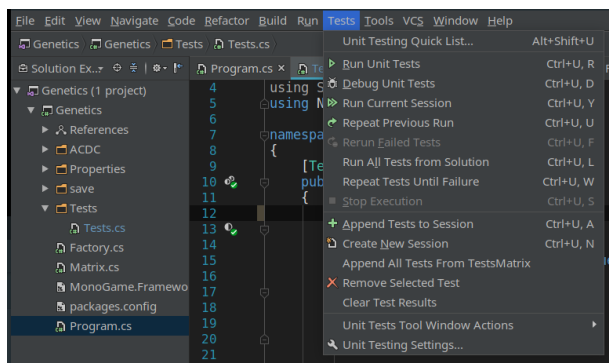 File Edit View Navigate Code Refactor Build Run Tests Tools VCS Window Help
Genetics Genetics Tests Tests.cs
Solution Ex... Program.cs
Genetics (1 project)
Genetics
References
ACDC
Properties
save
Tests
Tests.cs
Factory.cs
Matrix.cs
MonoGame.Framewo
packages.config
Program.cs
4 using S
5 using N
6
7 namespa
8 {
9 [Te
10 pub
11 {
12
13
14
15
16
17
18
19
20
21
Unit Testing Quick List... Alt+Shift+U
Run Unit Tests Ctrl+U, R
Debug Unit Tests Ctrl+U, D
Run Current Session Ctrl+U, Y
Repeat Previous Run Ctrl+U, U
Rerun Failed Tests Ctrl+U, F
Run All Tests from Solution Ctrl+U, L
Repeat Tests Until Failure Ctrl+U, W
Stop Execution Ctrl+U, S
Append Tests to Session Ctrl+U, A
Create New Session Ctrl+U, N
Append All Tests From TestsMatrix
Remove Selected Test
Clear Test Results
Unit Tests Tool Window Actions
Unit Testing Settings...